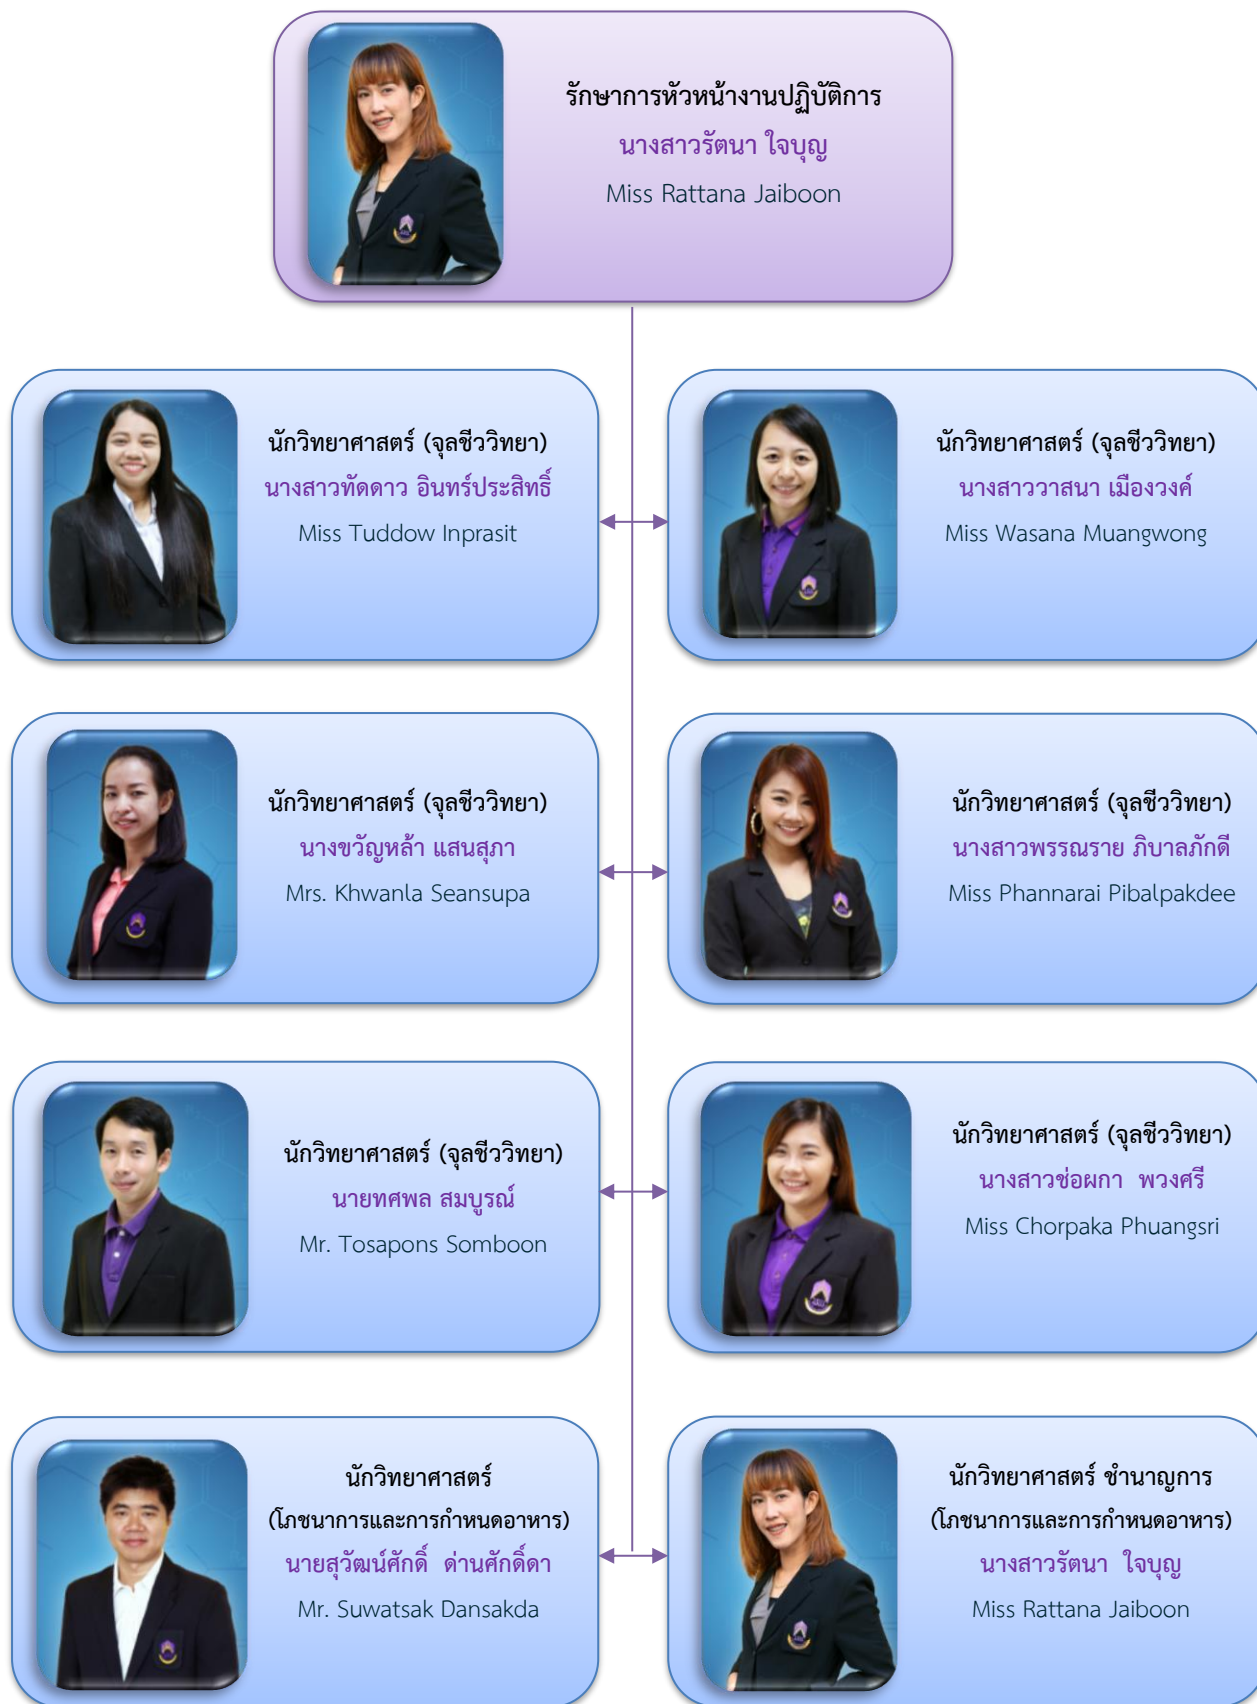 รักษาการหัวหน้างานปฏิบัติการ
นางสาวรัตนา ใจบุญ
Miss Rattana Jaiboon
นักวิทยาศาสตร์ (จุลชีววิทยา)
นางสาวทัดดาว อินทร์ประสิทธิ์
Miss Tuddow Inprasit
นักวิทยาศาสตร์ (จุลชีววิทยา)
นางสาววาสนา เมืองวงค์
Miss Wasana Muangwong
นักวิทยาศาสตร์ (จุลชีววิทยา)
นางขวัญหล้า แสนสุภา
Mrs. Khwanla Seansupa
นักวิทยาศาสตร์ (จุลชีววิทยา)
นางสาวพรรณราย ภิบาลภักดี
Miss Phannarai Pibalpakdee
นักวิทยาศาสตร์ (จุลชีววิทยา)
นายทศพล สมบูรณ์
Mr. Tosapons Somboon
นักวิทยาศาสตร์ (จุลชีววิทยา)
นางสาวช่อผกา พวงศรี
Miss Chorpaka Phuangsri
นักวิทยาศาสตร์
(โภชนาการและการกำหนดอาหาร)
นายสุวัฒน์ศักดิ์ ด่านศักดิ์ดา
Mr. Suwatsak Dansakda
นักวิทยาศาสตร์ ชำนาญการ
(โภชนาการและการกำหนดอาหาร)
นางสาวรัตนา ใจบุญ
Miss Rattana Jaiboon